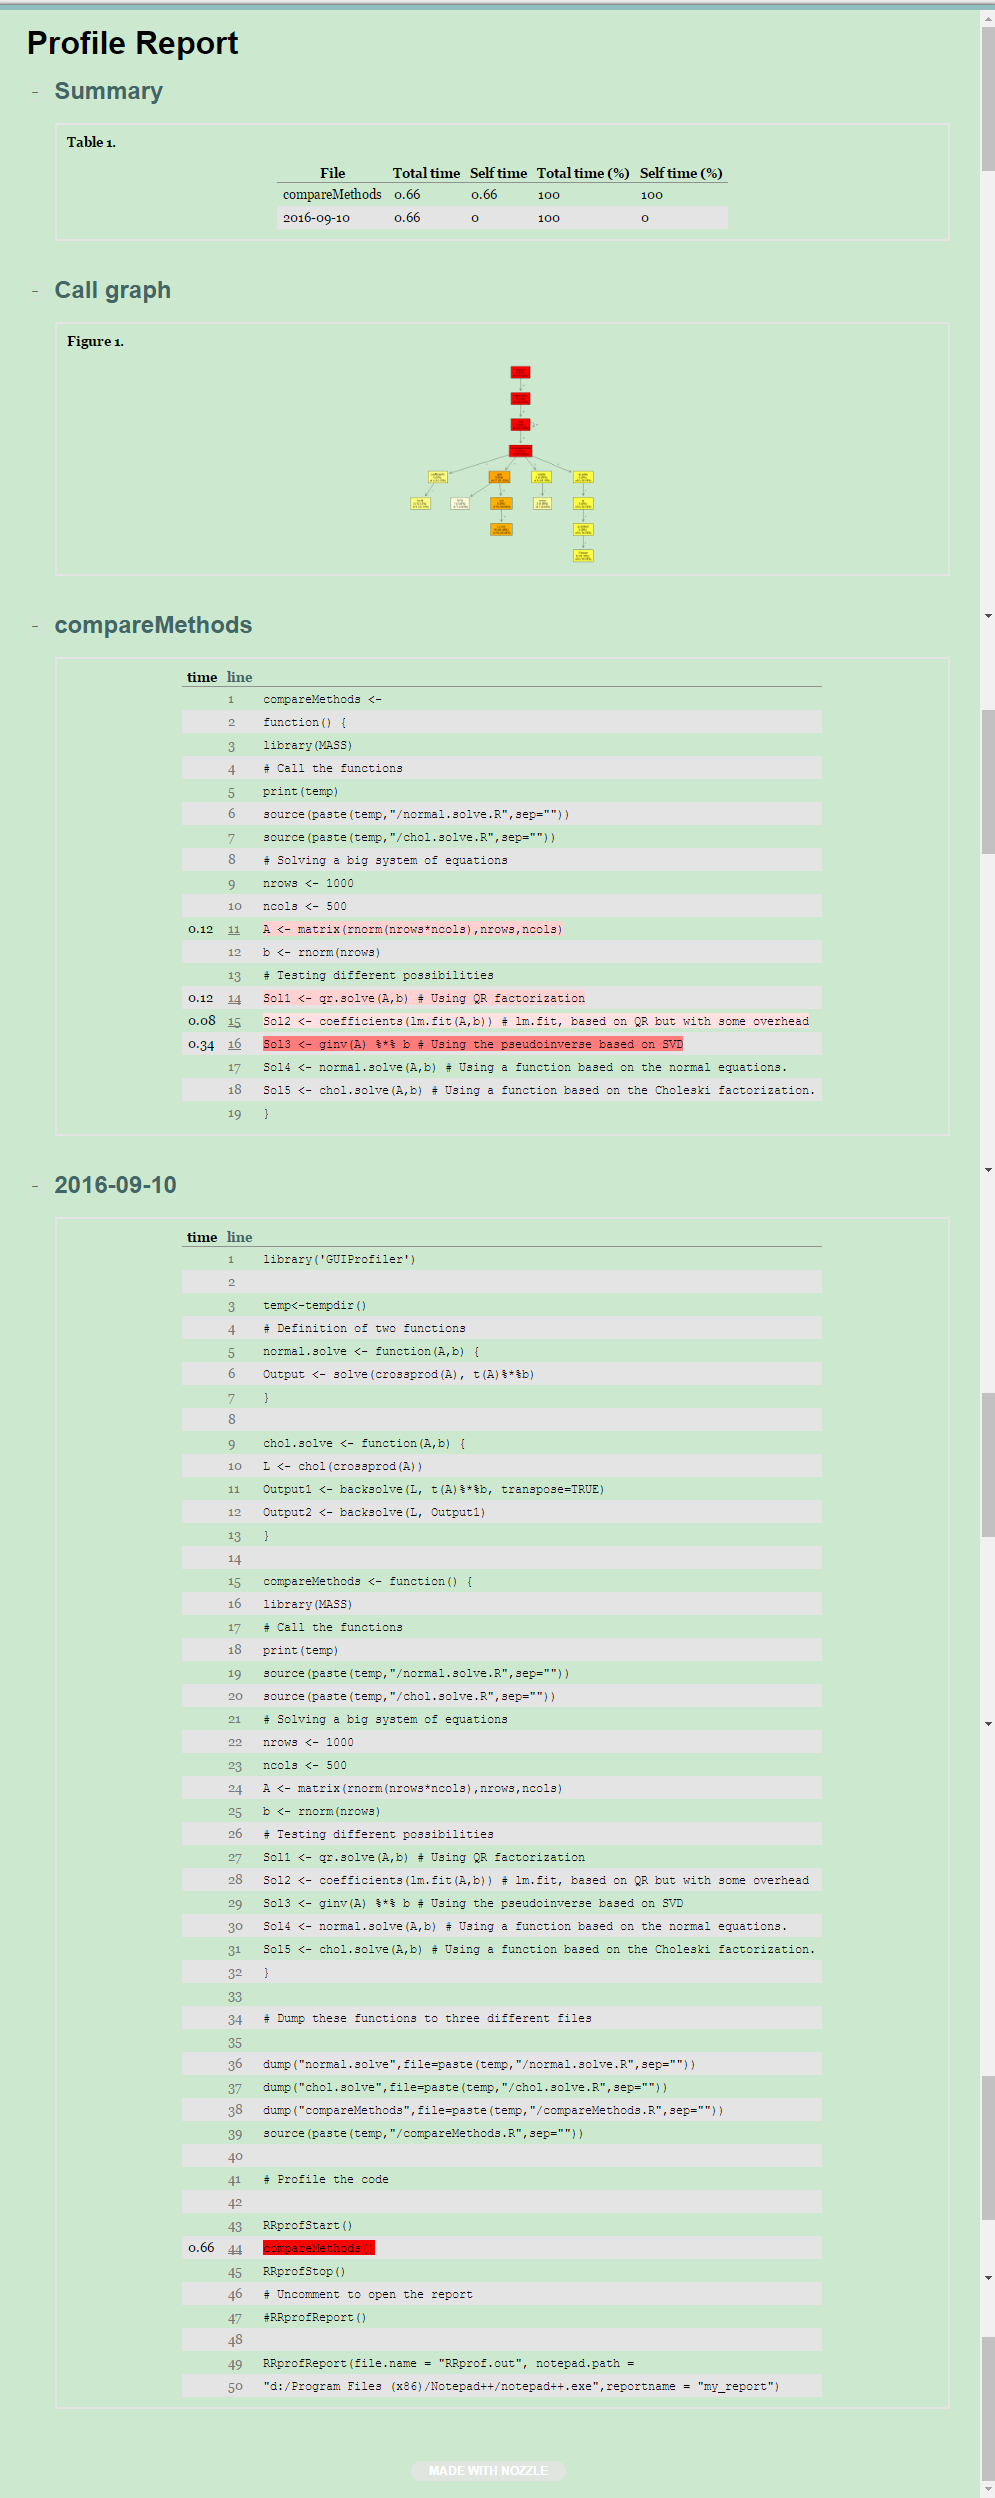 Profile Report
- Summary
Table 1.
File Total time Self time Total time (%) Self time (%)
compareMethods 0.66 0.66 100 100
2016-09-10 0.66 0 100 0
- Call graph
Figure 1.
- compareMethods
time line
1 compareMethods <-
2 function() {
3 library(MASS)
4 # Call the functions
5 print(temp)
6 source(paste(temp,"/normal.solve.R",sep=""))
7 source(paste(temp,"/chol.solve.R",sep=""))
8 # Solving a big system of equations
9 nrows <- 1000
10 ncols <- 500
0.12 11 A <- matrix(rnorm(nrows*ncols),nrows,ncols)
12 b <- rnorm(nrows)
13 # Testing different possibilities
0.12 14 Sol1 <- qr.solve(A,b) # Using QR factorization
0.08 15 Sol2 <- coefficients(lm.fit(A,b)) # lm.fit, based on QR but with some overhead
0.34 16 Sol3 <- ginv(A) %*% b # Using the pseudoinverse based on SVD
17 Sol4 <- normal.solve(A,b) # Using a function based on the normal equations.
18 Sol5 <- chol.solve(A,b) # Using a function based on the Choleski factorization.
19 }
- 2016-09-10
time line
1 library('GUIProfiler')
2
3 temp<-tempdir()
4 # Definition of two functions
5 normal.solve <- function(A,b) {
6 Output <- solve(crossprod(A), t(A)%*%b)
7 }
8
9 chol.solve <- function(A,b) {
10 L <- chol(crossprod(A))
11 Output1 <- backsolve(L, t(A)%*%b, transpose=TRUE)
12 Output2 <- backsolve(L, Output1)
13 }
14
15 compareMethods <- function() {
16 library(MASS)
17 # Call the functions
18 print(temp)
19 source(paste(temp,"/normal.solve.R",sep=""))
20 source(paste(temp,"/chol.solve.R",sep=""))
21 # Solving a big system of equations
22 nrows <- 1000
23 ncols <- 500
24 A <- matrix(rnorm(nrows*ncols),nrows,ncols)
25 b <- rnorm(nrows)
26 # Testing different possibilities
27 Sol1 <- qr.solve(A,b) # Using QR factorization
28 Sol2 <- coefficients(lm.fit(A,b)) # lm.fit, based on QR but with some overhead
29 Sol3 <- ginv(A) %*% b # Using the pseudoinverse based on SVD
30 Sol4 <- normal.solve(A,b) # Using a function based on the normal equations.
31 Sol5 <- chol.solve(A,b) # Using a function based on the Choleski factorization.
32 }
33
34 # Dump these functions to three different files
35
36 dump("normal.solve",file=paste(temp,"/normal.solve.R",sep=""))
37 dump("chol.solve",file=paste(temp,"/chol.solve.R",sep=""))
38 dump("compareMethods",file=paste(temp,"/compareMethods.R",sep=""))
39 source(paste(temp,"/compareMethods.R",sep=""))
40
41 # Profile the code
42
43 RRprofStart()
0.66 44 compareMethods()
45 RRprofStop()
46 # Uncomment to open the report
47 #RRprofReport()
48
49 RRprofReport(file.name = "RRprof.out", notepad.path =
50 "d:/Program Files (x86)/Notepad++/notepad++.exe",reportname = "my_report")
MADE WITH NOZZLE